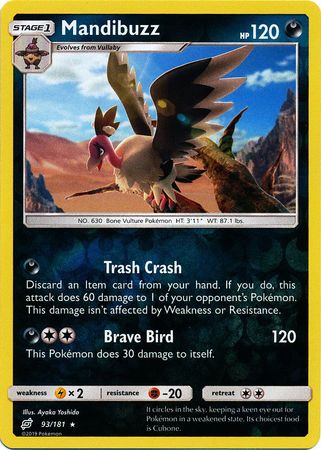 STAGE 1
Mandibuzz
HP 120
Evolves from Vullaby
NO. 630 Bone Vulture Pokémon HT: 3'11" WT: 87.1 lbs.
Trash Crash
Discard an Item card from your hand. If you do, this
attack does 60 damage to 1 of your opponent's Pokémon.
This damage isn't affected by Weakness or Resistance.
Brave Bird 120
This Pokémon does 30 damage to itself.
weakness × 2 resistance -20 retreat
Illus. Ayaka Yoshida
93/181 ★
©2019 Pokémon
It circles in the sky, keeping a keen eye out for
Pokémon in a weakened state. Its choicest food
is Cubone.